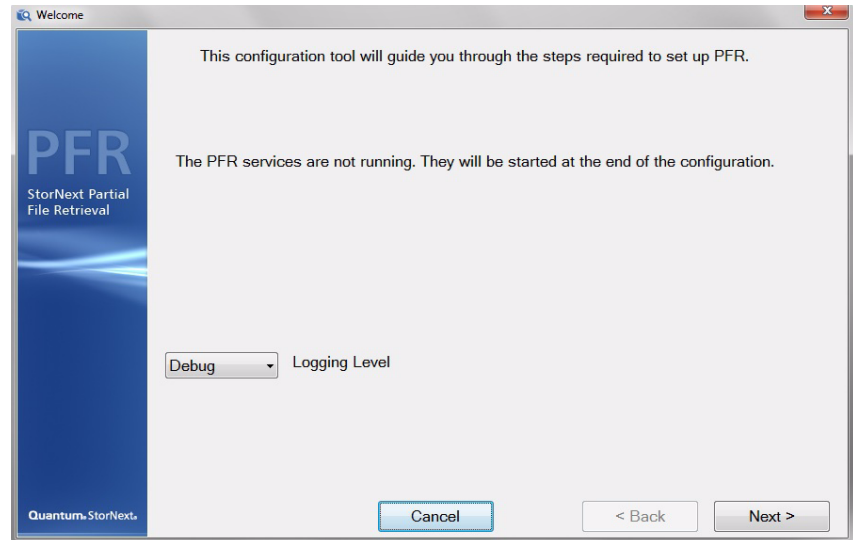 Welcome
This configuration tool will guide you through the steps required to set up PFR.
PFR
StorNext Partial
File Retrieval
The PFR services are not running. They will be started at the end of the configuration.
Debug
Logging Level
Quantum. StorNext.
Cancel
< Back
Next >